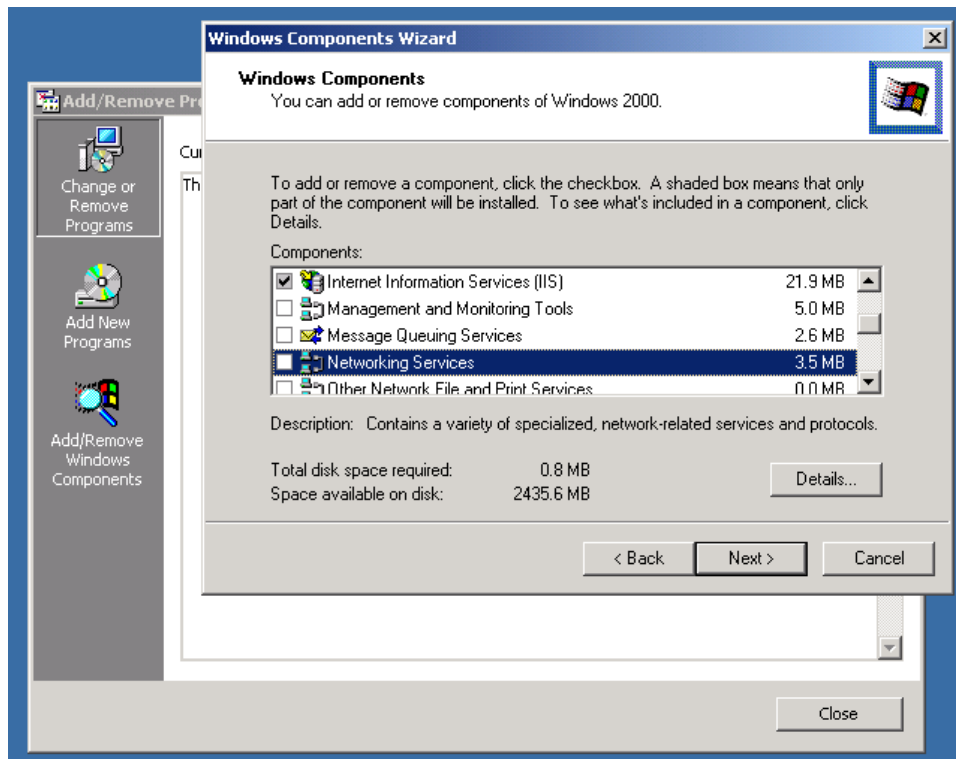 Windows Components Wizard
Windows Components
You can add or remove components of Windows 2000.
Add/Remove Pr
Change or
Remove
Programs
Add New
Programs
Add/Remove
Windows
Components
Cu
Th
To add or remove a component, click the checkbox. A shaded box means that only
part of the component will be installed. To see what's included in a component, click
Details.
Components:
Internet Information Services (IIS) 21.9 MB
Management and Monitoring Tools 5.0 MB
Message Queuing Services 2.6 MB
Networking Services 3.5 MB
Other Network File and Print Services 0.0 MB
Description: Contains a variety of specialized, network-related services and protocols.
Total disk space required: 0.8 MB
Space available on disk: 2435.6 MB
Details...
< Back Next > Cancel
Close